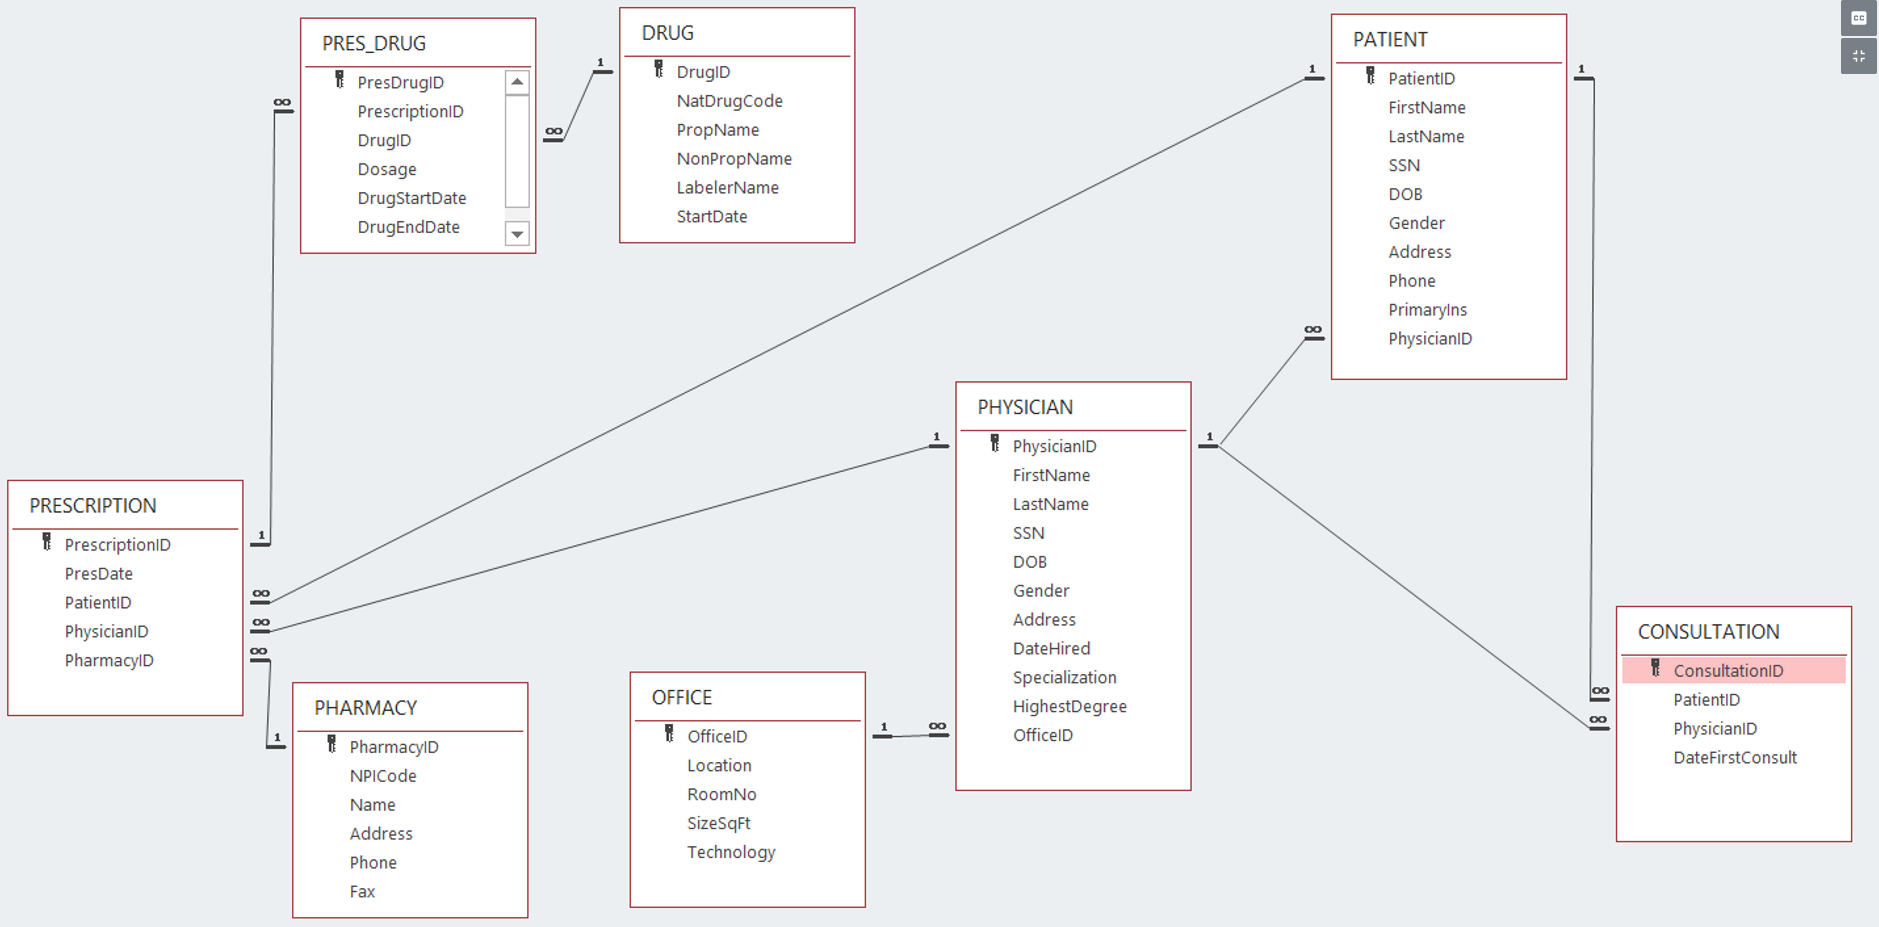 PRES_DRUG
PresDrugID
PrescriptionID
DrugID
Dosage
DrugStartDate
DrugEndDate
DRUG
DrugID
NatDrugCode
PropName
NonPropName
LabelerName
StartDate
PATIENT
PatientID
FirstName
LastName
SSN
DOB
Gender
Address
Phone
PrimaryIns
PhysicianID
CC
1
1
1
∞
∞
∞
PHYSICIAN
PhysicianID
FirstName
LastName
SSN
DOB
Gender
Address
DateHired
Specialization
HighestDegree
OfficeID
1
1
PRESCRIPTION
PrescriptionID
PresDate
PatientID
PhysicianID
PharmacyID
1
∞
∞
∞
PHARMACY
PharmacyID
NPICode
Name
Address
Phone
Fax
1
OFFICE
OfficeID
Location
RoomNo
SizeSqFt
Technology
1
∞
CONSULTATION
ConsultationID
PatientID
PhysicianID
DateFirstConsult
∞
∞